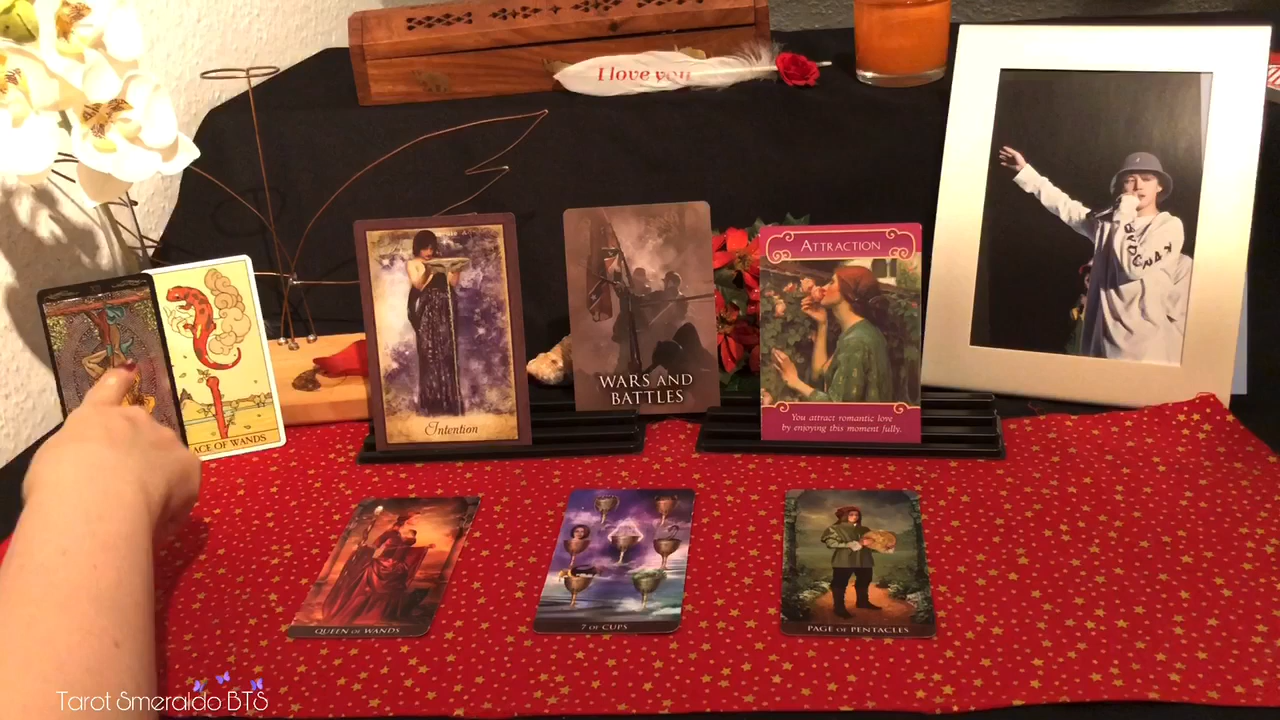 I love you
ATTRACTION
WARS AND
BATTLES
You attract romantic love
by enjoying this moment fully.
Intention
ACE OF WANDS
QUEEN OF WANDS
7 OF CUPS
PAGE OF PENTACLES
Tarot Smeraldo BTS